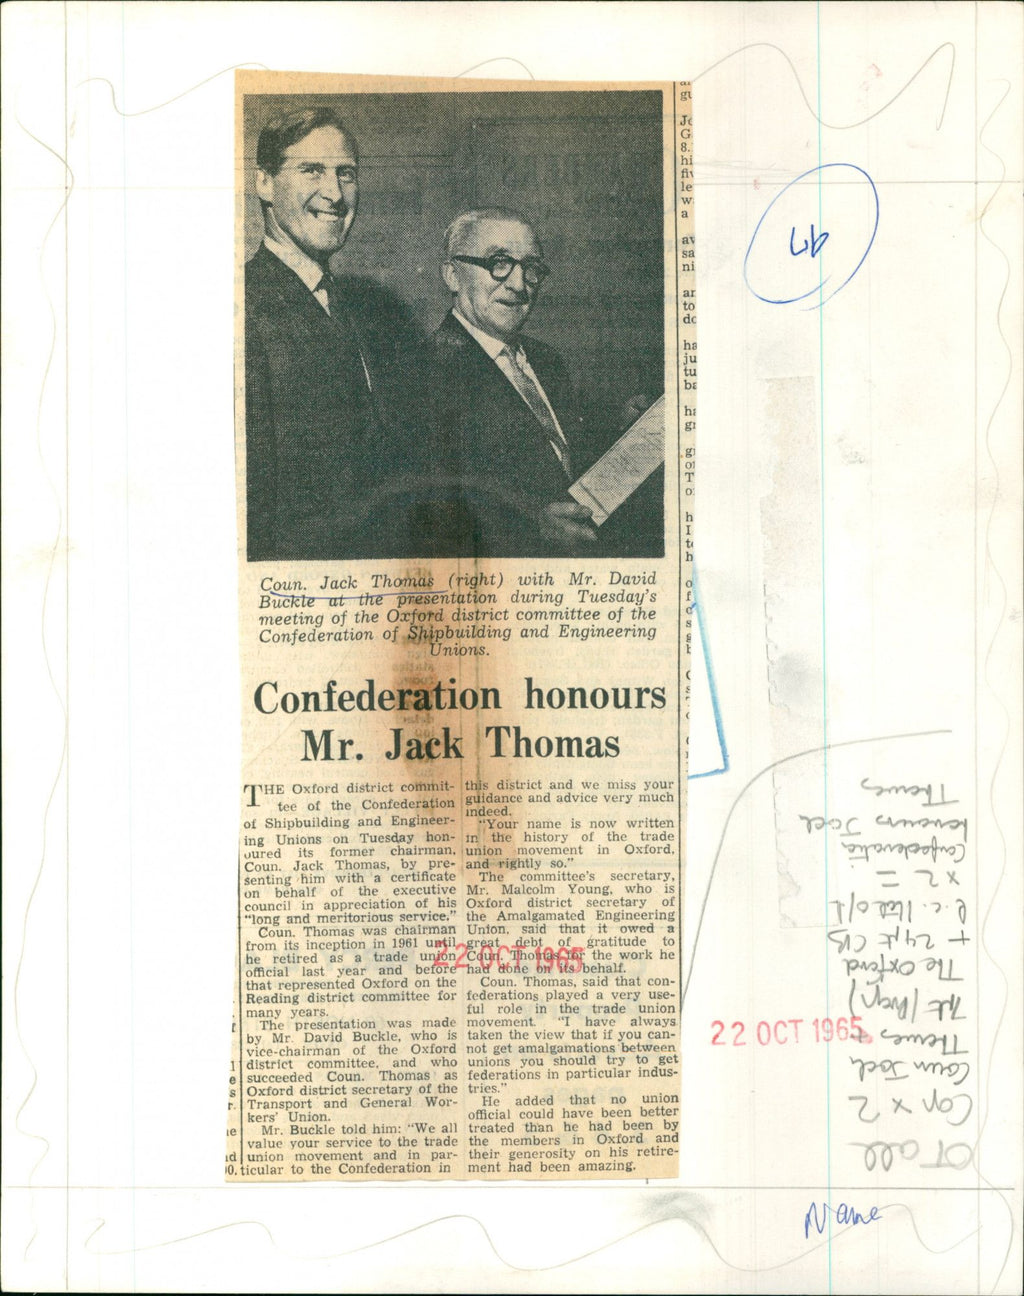 Coun. Jack Thomas (right) with Mr. David
Buckle at the presentation during Tuesday's
meeting of the Oxford district committee of the
Confederation of Shipbuilding and Engineering
Unions.
Confederation honours
Mr. Jack Thomas
THE Oxford district commit-
tee of the Confederation
of Shipbuilding and Engineer-
ing Unions on Tuesday hon-
oured its former chairman,
Coun. Jack Thomas, by pre-
senting him with a certificate
on behalf of the executive
council in appreciation of his
"long and meritorious service."
Coun. Thomas was chairman
from its inception in 1961 until
he retired as a trade union
official last year and before
that represented Oxford on the
Reading district committee for
many years.
The presentation was made
by Mr. David Buckle, who is
vice-chairman of the Oxford
district committee, and who
succeeded Coun. Thomas as
Oxford district secretary of the
Transport and General Wor-
kers' Union.
Mr. Buckle told him: "We all
value your service to the trade
union movement and in par-
ticular to the Confederation in
this district and we miss your
guidance and advice very much
indeed.
"Your name is now written
in the history of the trade
union movement in Oxford,
and rightly so."
The committee's secretary,
Mr. Malcolm Young, who is
Oxford district secretary of
the Amalgamated Engineering
Union, said that it owed a
great debt of gratitude to
Coun. Thomas for the work he
had done on its behalf.
Coun. Thomas, said that con-
federations played a very use-
ful role in the trade union
movement. "I have always
taken the view that if you can-
not get amalgamations between
unions you should try to get
federations in particular indus-
tries."
He added that no union
official could have been better
treated than he had been by
the members in Oxford and
their generosity on his retire-
ment had been amazing.
22 OCT 1965
22 OCT 1965
Cap x 2
Coun Jack
Thomas
The Oxford
x 2 =
honours Jack
Thomas
Name